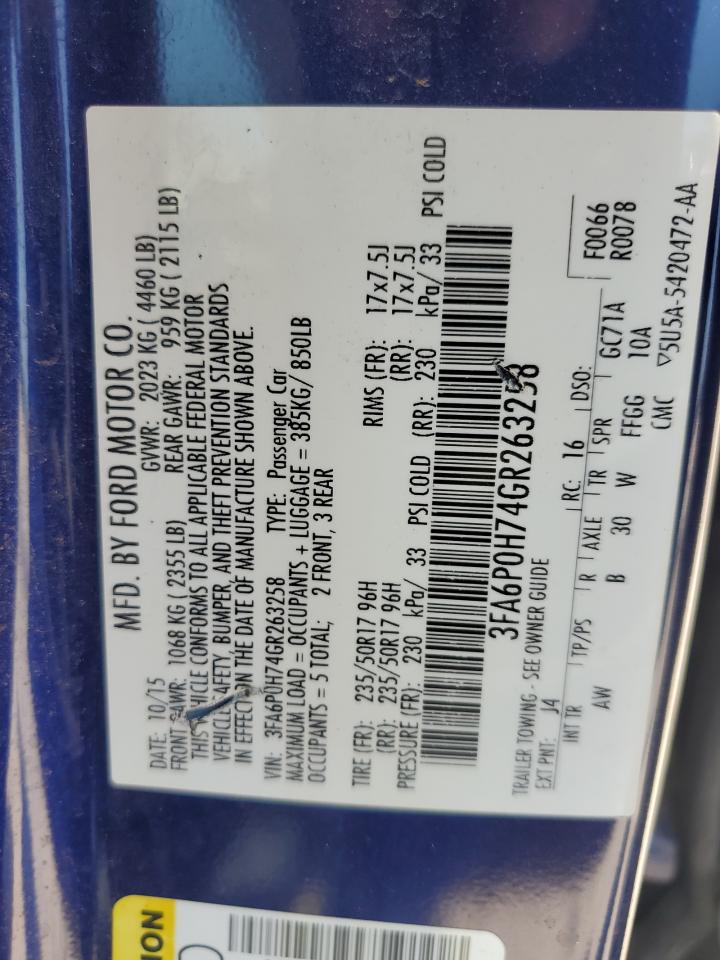 MFD. BY FORD MOTOR CO.
DATE: 10/15 GVWR: 2023 KG ( 4460 LB)
FRONT GAWR: 1068 KG (2355 LB) REAR GAWR: 959 KG ( 2115 LB)
THIS VEHICLE CONFORMS TO ALL APPLICABLE FEDERAL MOTOR
VEHICLE SAFETY, BUMPER, AND THEFT PREVENTION STANDARDS
IN EFFECT ON THE DATE OF MANUFACTURE SHOWN ABOVE.
VIN: 3FA6P0H74GR263258 TYPE: Passenger Car
MAXIMUM LOAD = OCCUPANTS + LUGGAGE = 385KG/ 850LB
OCCUPANTS = 5 TOTAL; 2 FRONT, 3 REAR
TIRE (FR): 235/50R17 96H RIMS (FR): 17x7.5J
(RR): 235/50R17 96H (RR): 17x7.5J
PRESSURE (FR): 230 kPa/ 33 PSI COLD (RR): 230 kPa/ 33 PSI COLD
3FA6P0H74GR263258
TRAILER TOWING - SEE OWNER GUIDE F0066
EXT PNT: J4 RC: 16 DSO: R0078
INT TR TP/PS R AXLE TR SPR GC71A
AW B 30 W FFGG 10A
CMC ▽5U5A-5420472-AA
ION